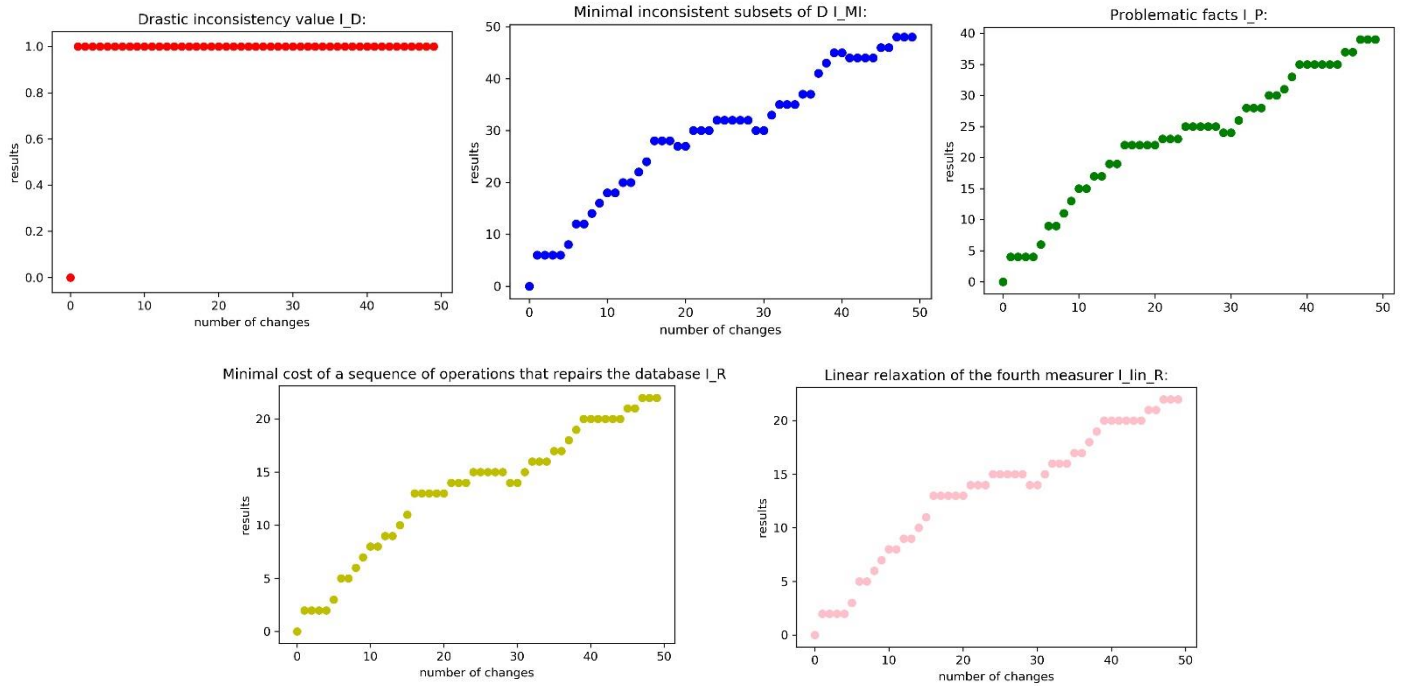 Drastic inconsistency value I_D:
1.0
0.8
0.6
0.4
0.2
0.0
results
0 10 20 30 40 50
number of changes
Minimal inconsistent subsets of D I_MI:
50
40
30
20
10
0
results
0 10 20 30 40 50
number of changes
Problematic facts I_P:
40
35
30
25
20
15
10
5
0
results
0 10 20 30 40 50
number of changes
Minimal cost of a sequence of operations that repairs the database I_R
20
15
10
5
0
results
0 10 20 30 40 50
number of changes
Linear relaxation of the fourth measurer I_lin_R:
20
15
10
5
0
results
0 10 20 30 40 50
number of changes